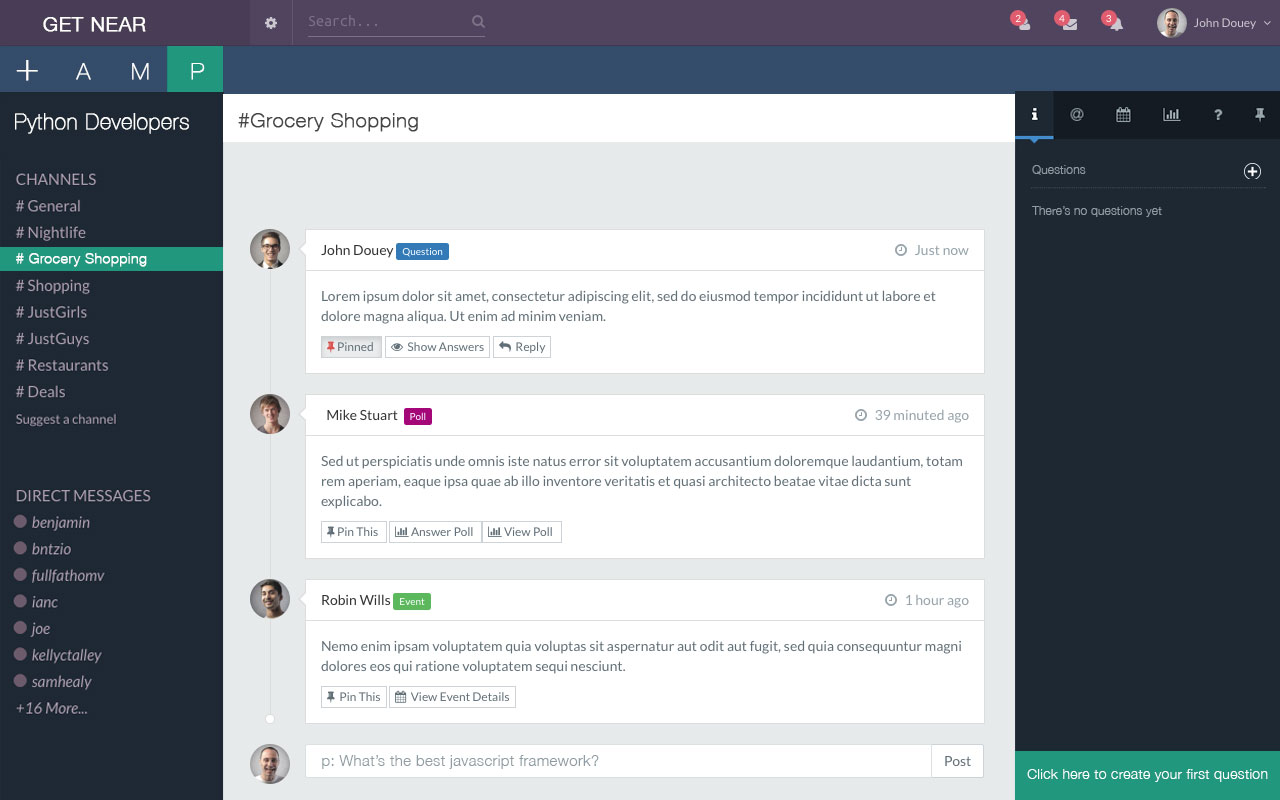 GET NEAR
Search...
2
4
3
John Douey
A M P
Python Developers
CHANNELS
# General
# Nightlife
# Grocery Shopping
# Shopping
# JustGirls
# JustGuys
# Restaurants
# Deals
Suggest a channel
DIRECT MESSAGES
benjamin
bntzio
fullfathomv
ianc
joe
kellyctalley
samhealy
+16 More...
#Grocery Shopping
John Douey Question Just now
Lorem ipsum dolor sit amet, consectetur adipiscing elit, sed do eiusmod tempor incididunt ut labore et
dolore magna aliqua. Ut enim ad minim veniam.
Pinned Show Answers Reply
Mike Stuart Poll 39 minuted ago
Sed ut perspiciatis unde omnis iste natus error sit voluptatem accusantium doloremque laudantium, totam
rem aperiam, eaque ipsa quae ab illo inventore veritatis et quasi architecto beatae vitae dicta sunt
explicabo.
Pin This Answer Poll View Poll
Robin Wills Event 1 hour ago
Nemo enim ipsam voluptatem quia voluptas sit aspernatur aut odit aut fugit, sed quia consequuntur magni
dolores eos qui ratione voluptatem sequi nesciunt.
Pin This View Event Details
p: What's the best javascript framework? Post
i @ ?
Questions
There's no questions yet
Click here to create your first question